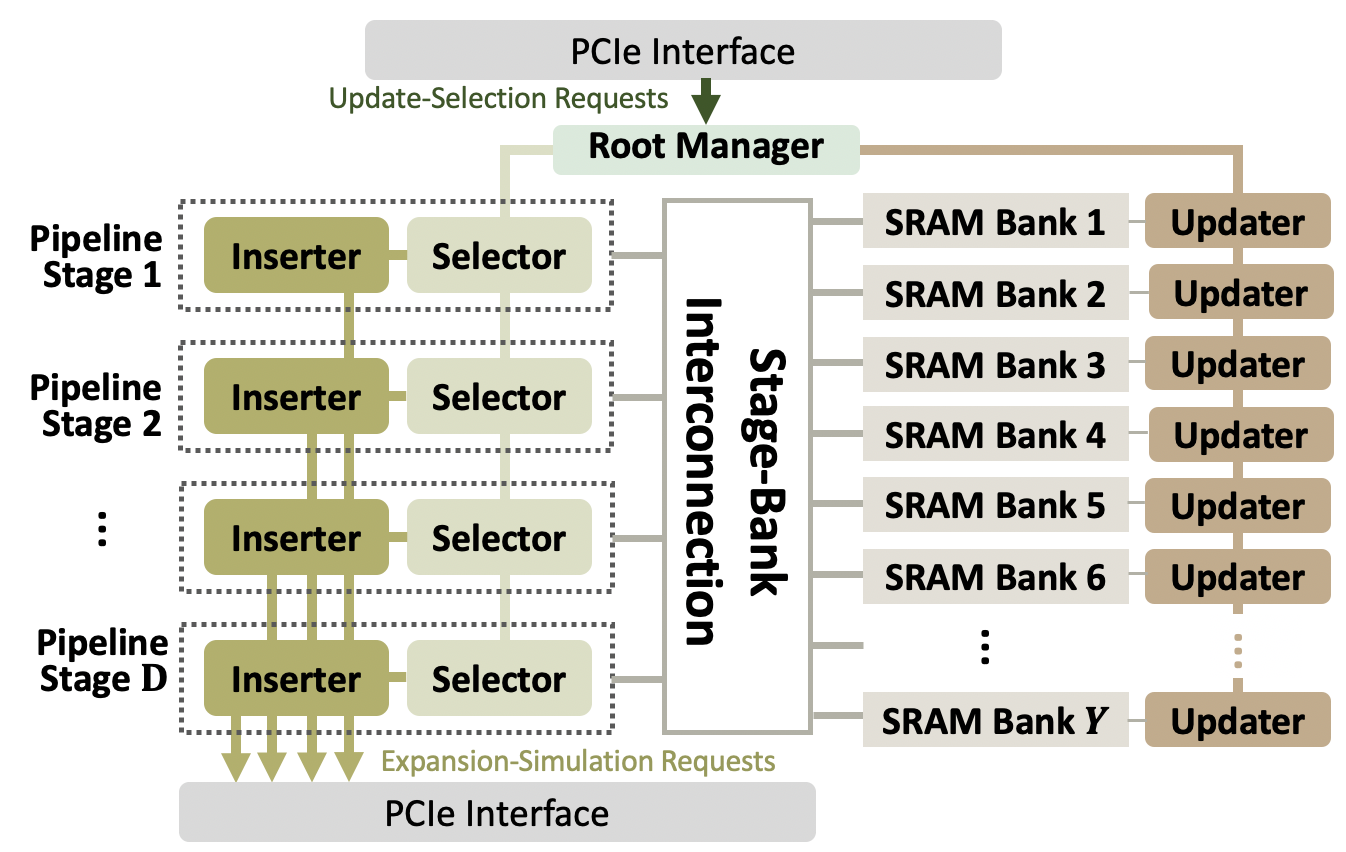 PCIe Interface
Update-Selection Requests
Root Manager
Pipeline
Stage 1
Inserter
Selector
Pipeline
Stage 2
Inserter
Selector
⋮
Inserter
Selector
Pipeline
Stage D
Inserter
Selector
Stage-Bank
Interconnection
SRAM Bank 1
Updater
SRAM Bank 2
Updater
SRAM Bank 3
Updater
SRAM Bank 4
Updater
SRAM Bank 5
Updater
SRAM Bank 6
Updater
⋮
⋮
SRAM Bank Y
Updater
Expansion-Simulation Requests
PCIe Interface